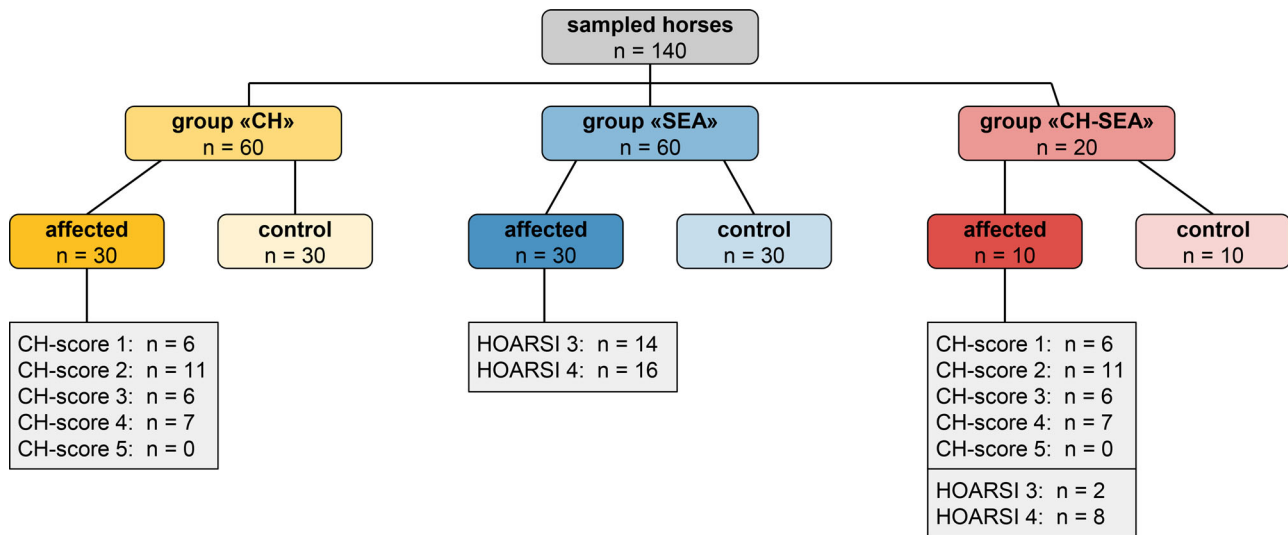 sampled horses
n = 140
group «CH»
n = 60
group «SEA»
n = 60
group «CH-SEA»
n = 20
affected
n = 30
control
n = 30
affected
n = 30
control
n = 30
affected
n = 10
control
n = 10
CH-score 1: n = 6
CH-score 2: n = 11
CH-score 3: n = 6
CH-score 4: n = 7
CH-score 5: n = 0
HOARSI 3: n = 14
HOARSI 4: n = 16
CH-score 1: n = 6
CH-score 2: n = 11
CH-score 3: n = 6
CH-score 4: n = 7
CH-score 5: n = 0
HOARSI 3: n = 2
HOARSI 4: n = 8